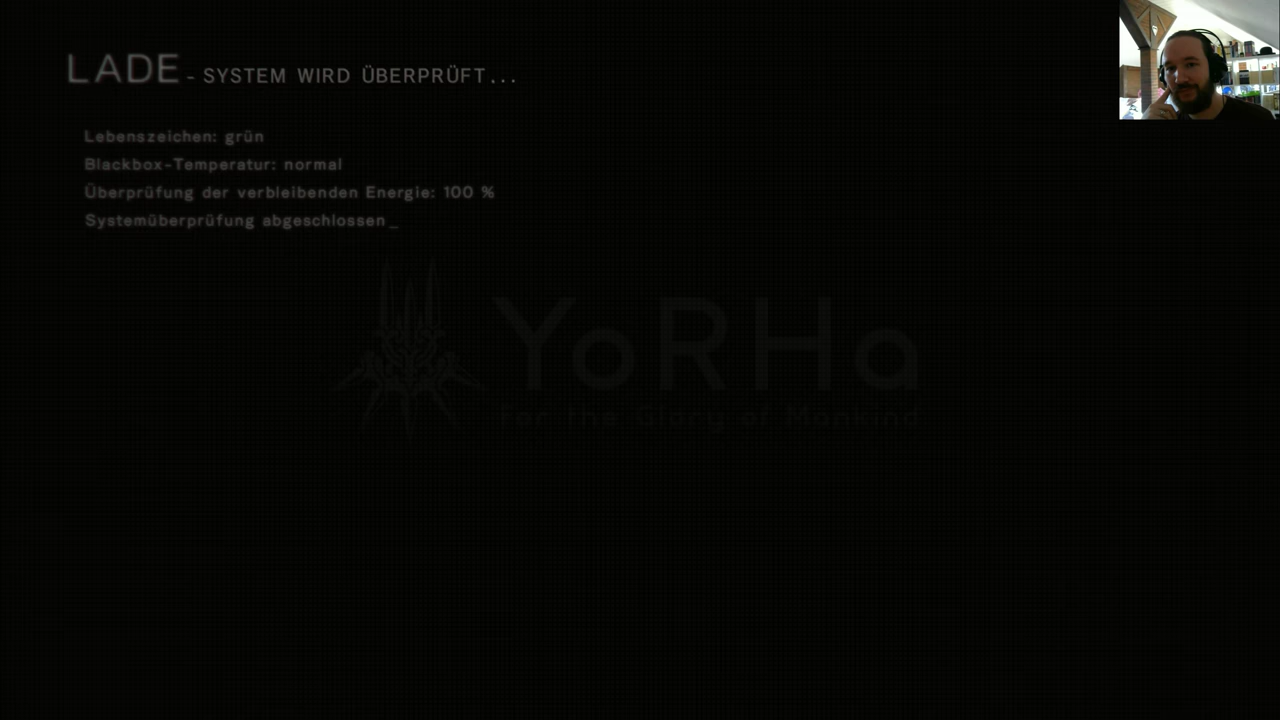 LADE - SYSTEM WIRD ÜBERPRÜFT...
Lebenszeichen: grün
Blackbox-Temperatur: normal
Überprüfung der verbleibenden Energie: 100 %
Systemüberprüfung abgeschlossen_
YoRHa
For the Glory of Mankind